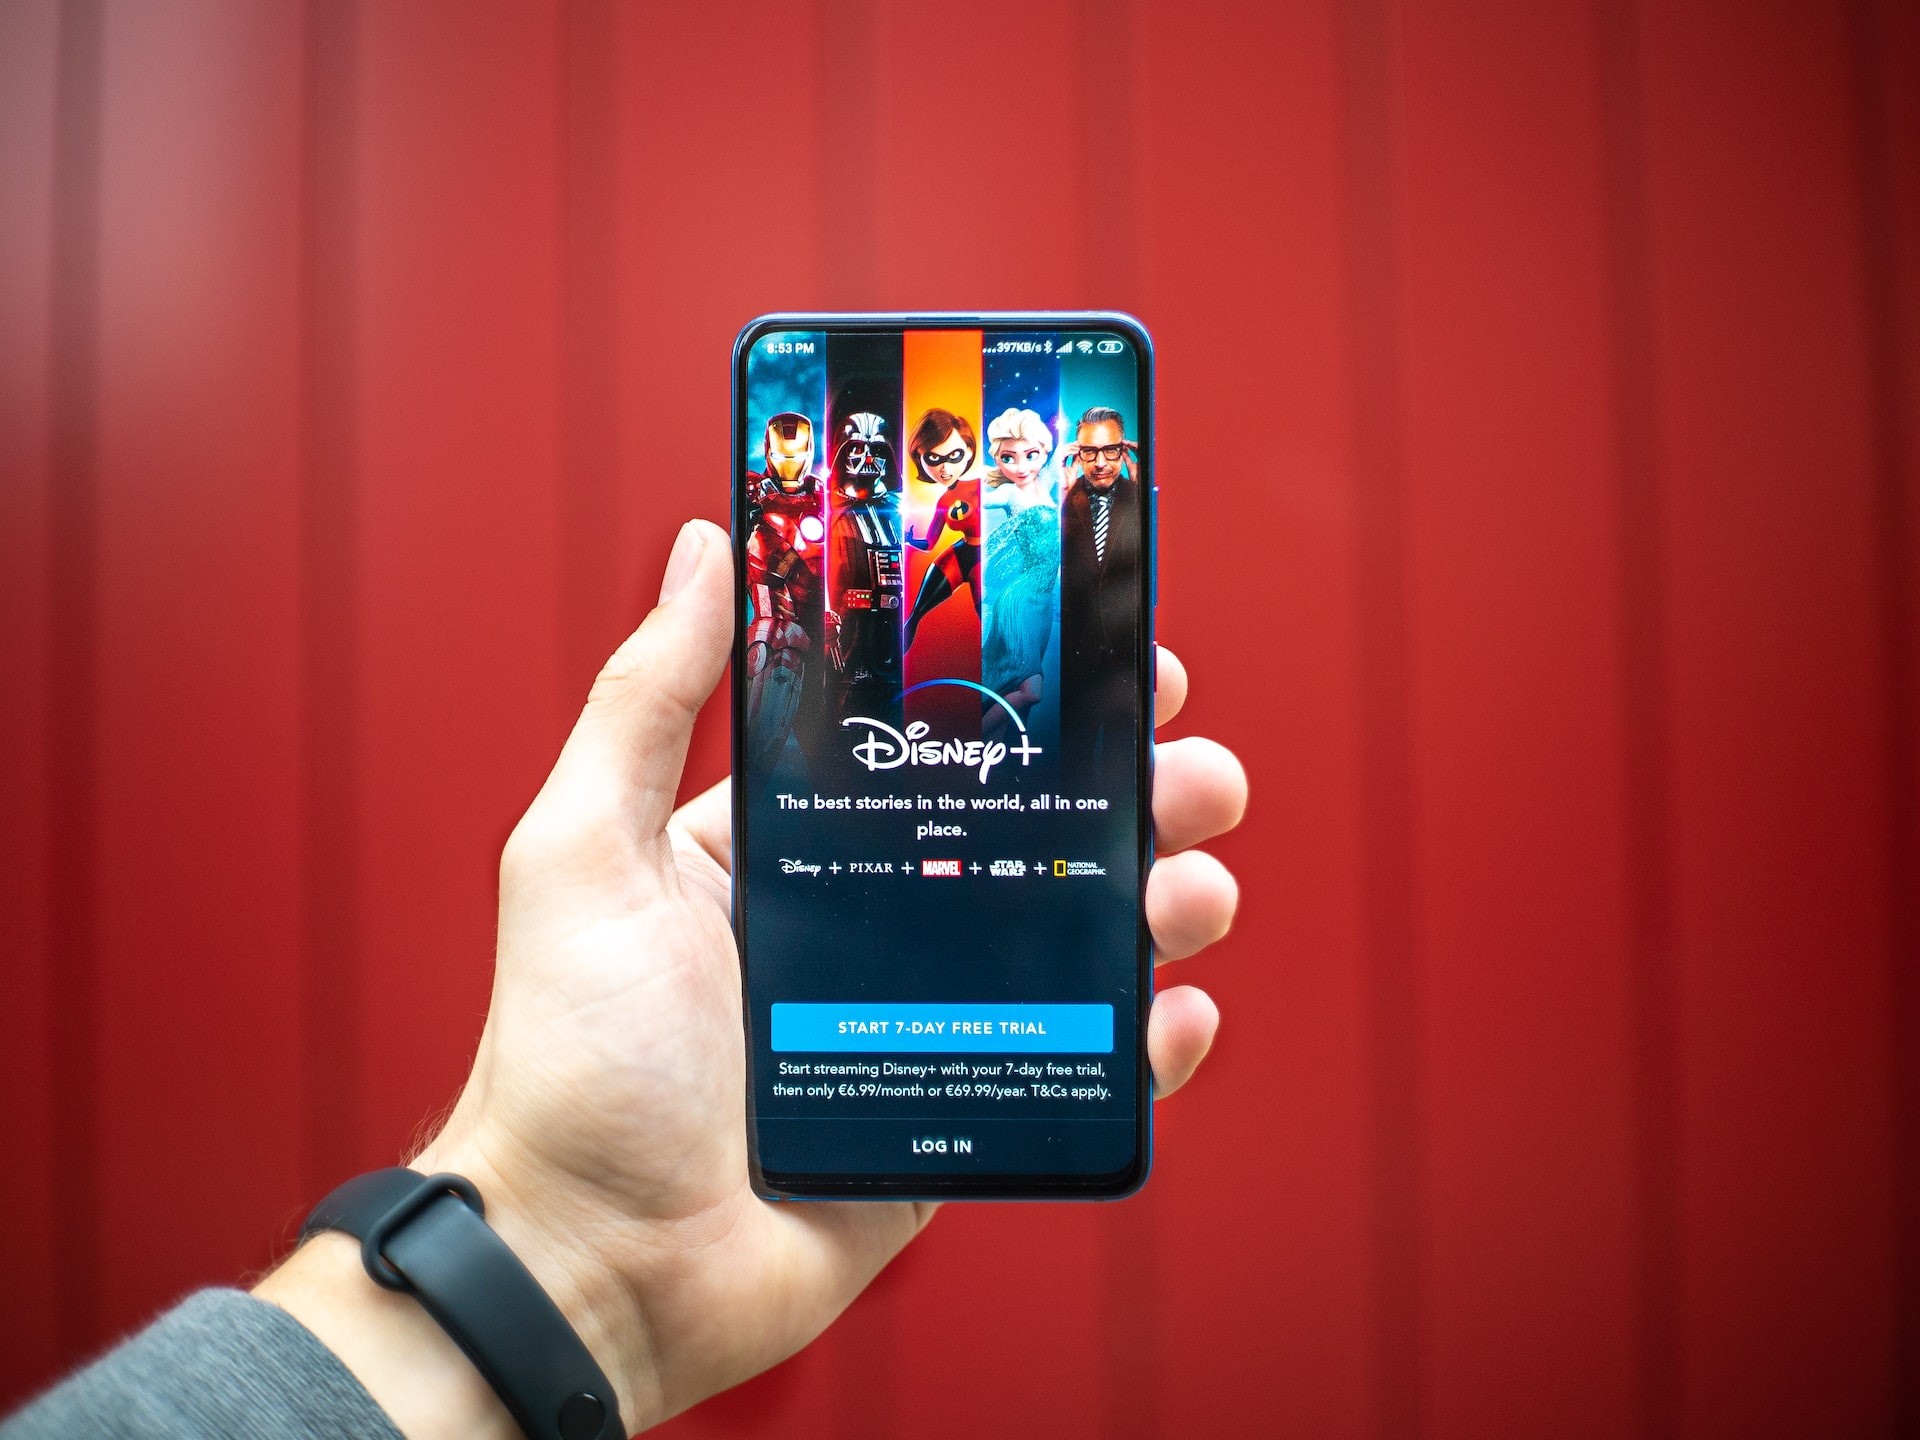 8:53 PM ...397KB/s 73
Disney+
The best stories in the world, all in one
place.
Disney + PIXAR + MARVEL + STAR WARS + NATIONAL GEOGRAPHIC
START 7-DAY FREE TRIAL
Start streaming Disney+ with your 7-day free trial,
then only €6.99/month or €69.99/year. T&Cs apply.
LOG IN